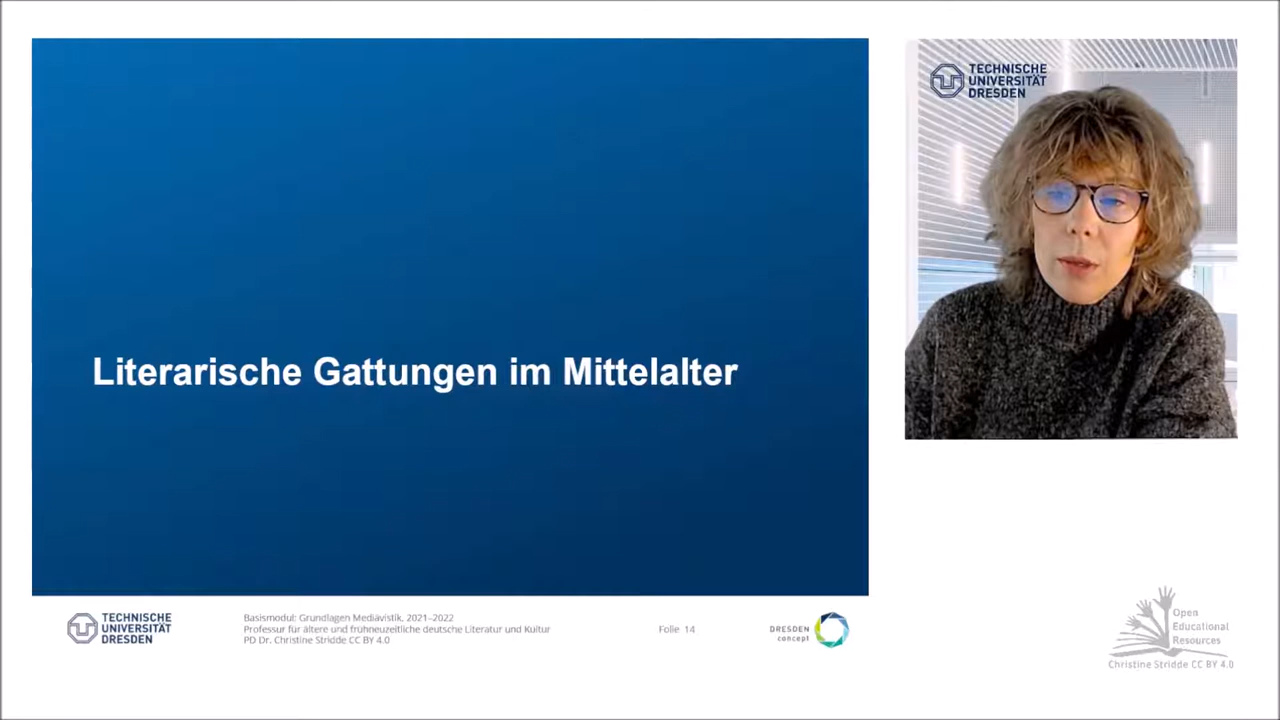 Literarische Gattungen im Mittelalter
TECHNISCHE
UNIVERSITÄT
DRESDEN
TECHNISCHE
UNIVERSITÄT
DRESDEN
Basismodul: Grundlagen Mediävistik, 2021–2022
Professur für ältere und frühneuzeitliche deutsche Literatur und Kultur
PD Dr. Christine Stridde CC BY 4.0
Folie 14
DRESDEN
concept
Open
Educational
Resources
Christine Stridde CC BY 4.0